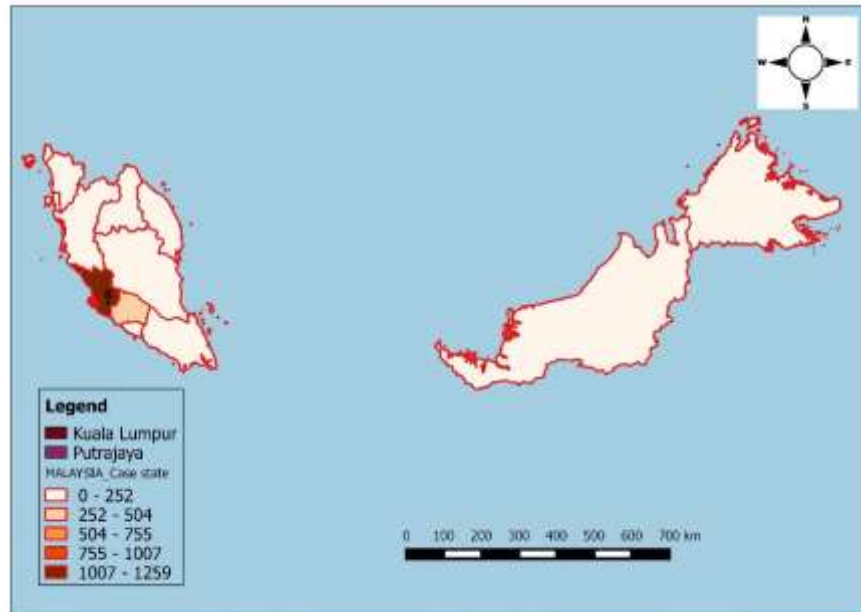 N
W E
S
Legend
Kuala Lumpur
Putrajaya
MALAYSIA_Case state
0 - 252
252 - 504
504 - 755
755 - 1007
1007 - 1259
0 100 200 300 400 500 600 700 km